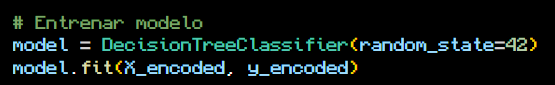 # Entrenar modelo
model = DecisionTreeClassifier(random_state=42)
model.fit(X_encoded, y_encoded)